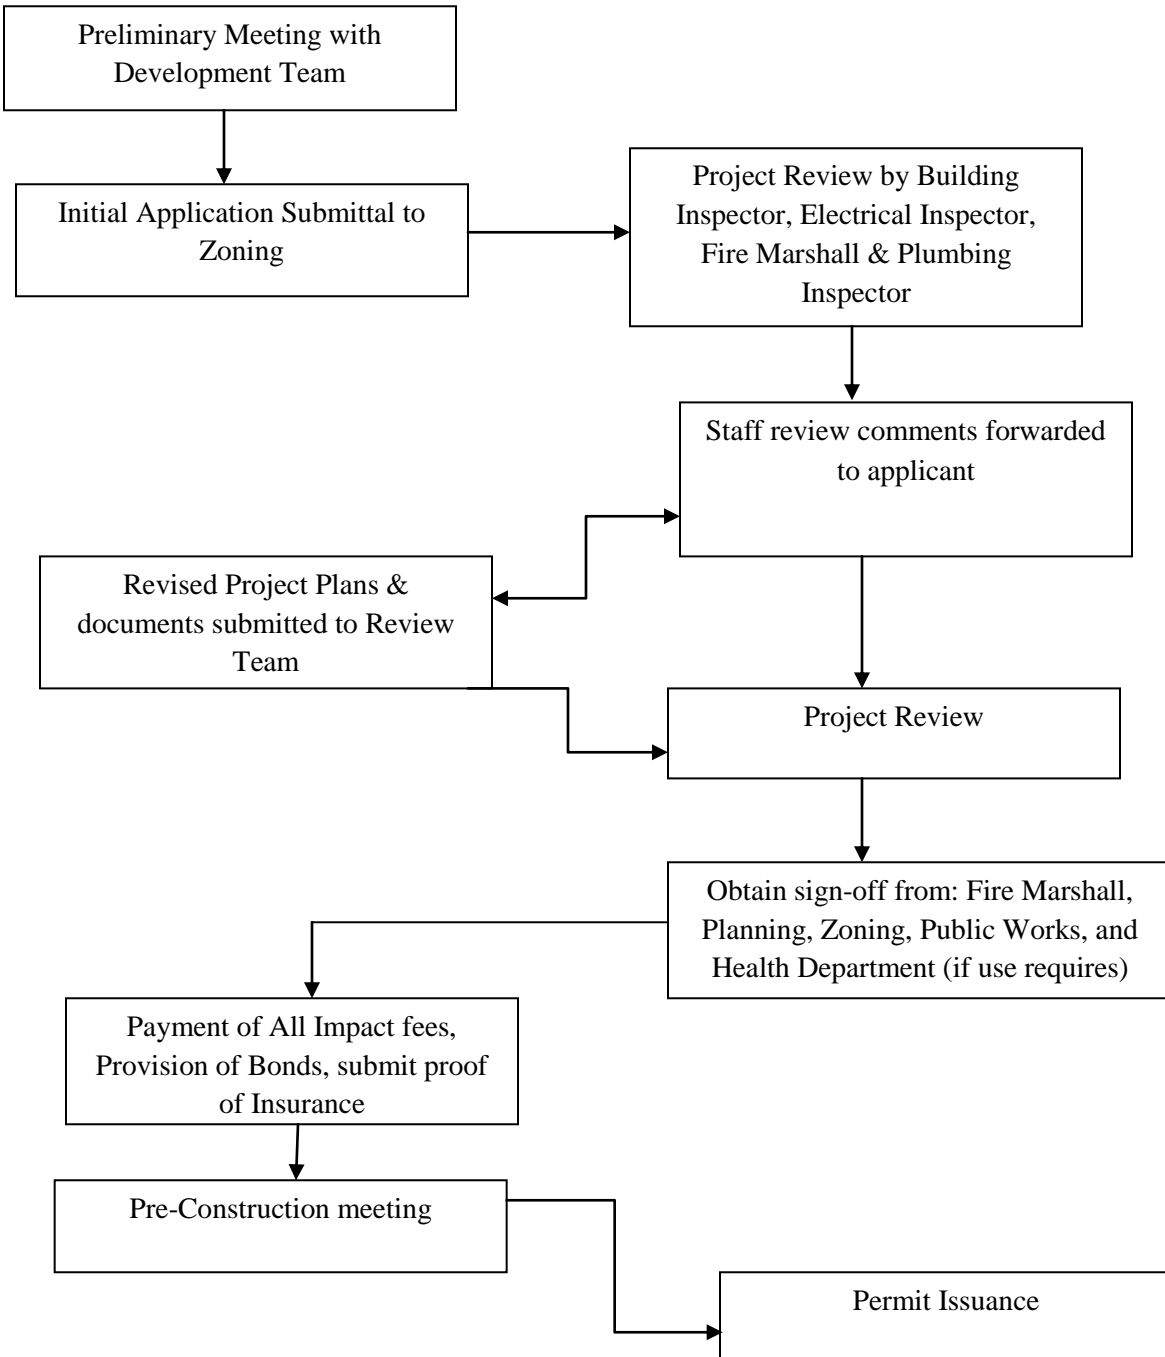 Preliminary Meeting with
Development Team
Initial Application Submittal to
Zoning
Project Review by Building
Inspector, Electrical Inspector,
Fire Marshall & Plumbing
Inspector
Staff review comments forwarded
to applicant
Revised Project Plans &
documents submitted to Review
Team
Project Review
Obtain sign-off from: Fire Marshall,
Planning, Zoning, Public Works, and
Health Department (if use requires)
Payment of All Impact fees,
Provision of Bonds, submit proof
of Insurance
Pre-Construction meeting
Permit Issuance